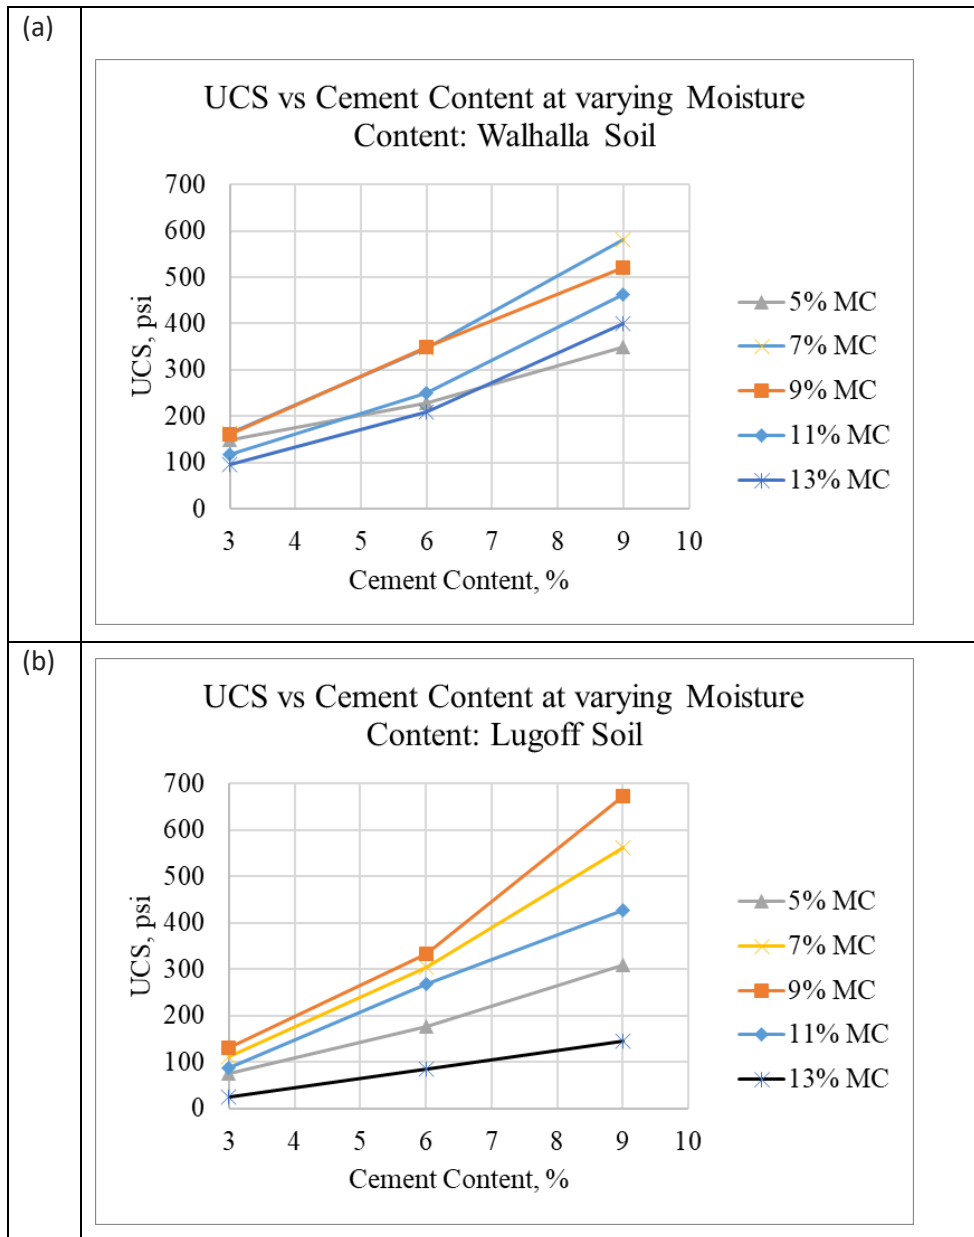 (a)
UCS vs Cement Content at varying Moisture
Content: Walhalla Soil
700
600
500
400
300
200
100
0
UCS, psi
3 4 5 6 7 8 9 10
Cement Content, %
5% MC
7% MC
9% MC
11% MC
13% MC
(b)
UCS vs Cement Content at varying Moisture
Content: Lugoff Soil
700
600
500
400
300
200
100
0
UCS, psi
3 4 5 6 7 8 9 10
Cement Content, %
5% MC
7% MC
9% MC
11% MC
13% MC